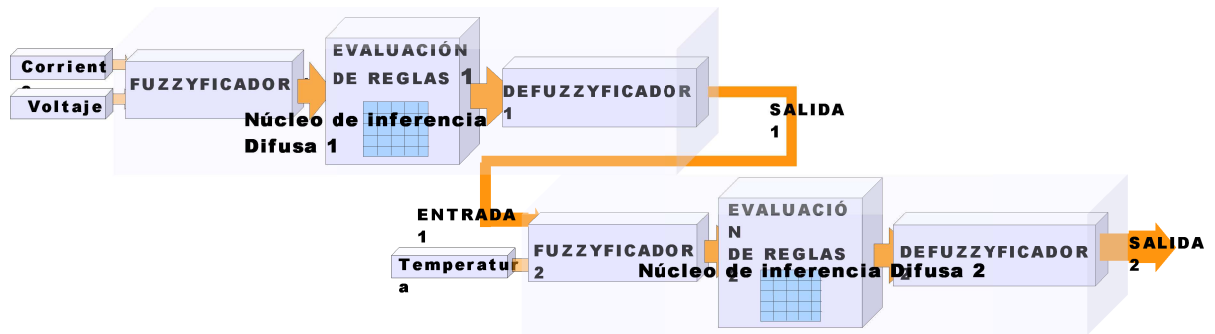 Corrient
e
Voltaje
FUZZYFICADOR
EVALUACIÓN
DE REGLAS 1
Núcleo de inferencia
Difusa 1
DEFUZZYFICADOR
1
SALIDA
1
ENTRADA
1
Temperatur
a
FUZZYFICADOR
2
EVALUACIÓ
N
DE REGLAS
2
Núcleo de inferencia Difusa 2
DEFUZZYFICADOR
2
SALIDA
2